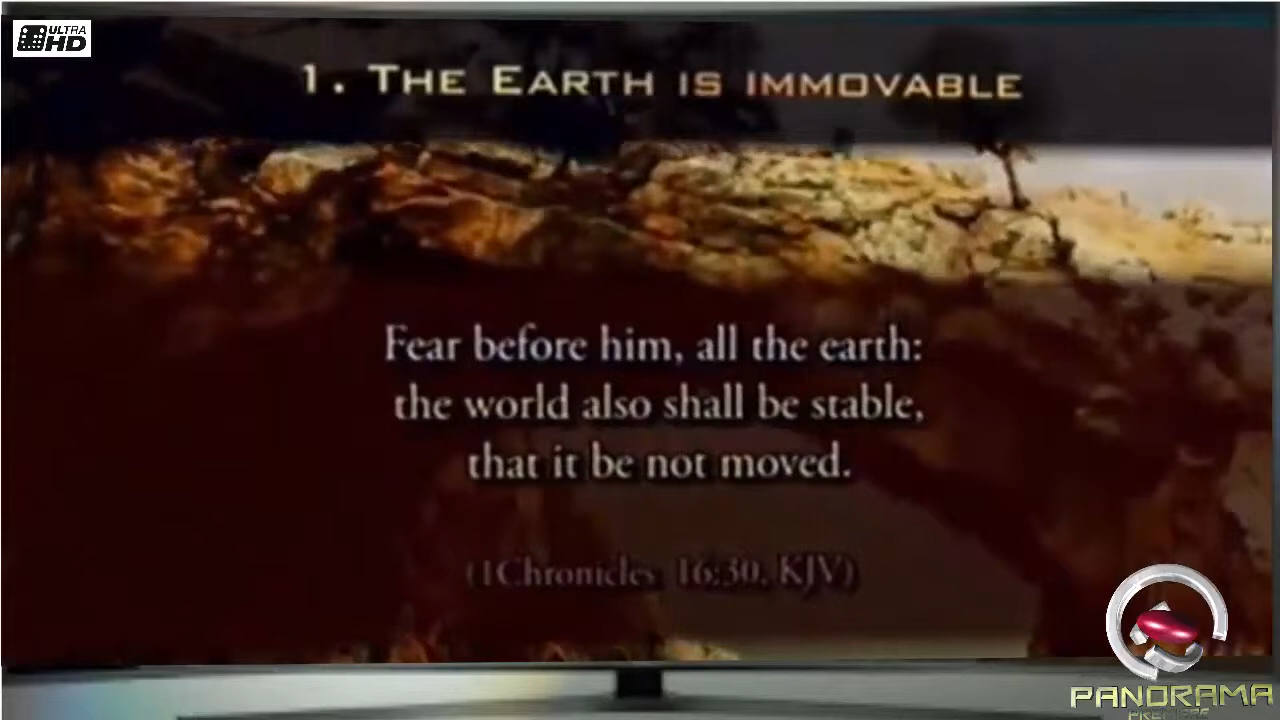 ULTRA
HD
1. THE EARTH IS IMMOVABLE
Fear before him, all the earth:
the world also shall be stable,
that it be not moved.
(1Chronicles 16:30, KJV)
PANORAMA
PREMIERE